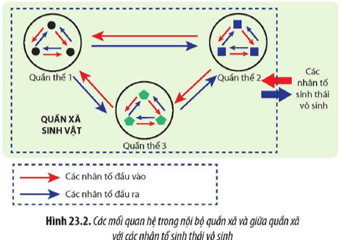 Quần thể 1
Quần thể 2
Các
nhân tố
sinh thái
vô sinh
QUẦN XÃ
SINH VẬT
Quần thể 3
Các nhân tố đầu vào
Các nhân tố đầu ra
Hình 23.2. Các mối quan hệ trong nội bộ quần xã và giữa quần xã
với các nhân tố sinh thái vô sinh